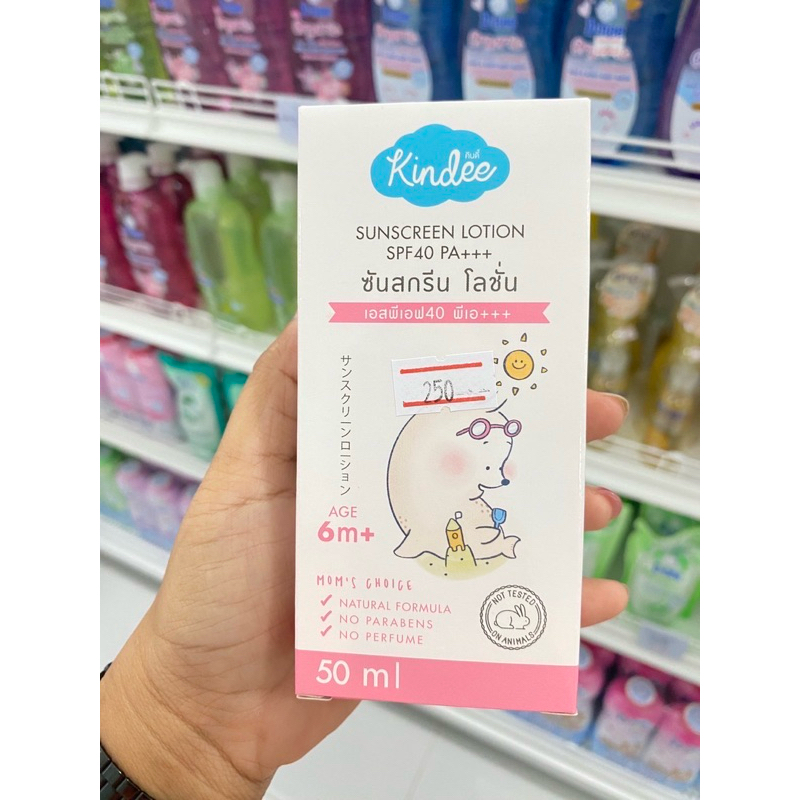 คินดี้
Kindee
SUNSCREEN LOTION
SPF40 PA+++
ซันสกรีน โลชั่น
เอสพีเอฟ40 พีเอ+++
250
サンスクリーンローション
AGE
6m+
MOM'S CHOICE
NATURAL FORMULA
NO PARABENS
NO PERFUME
NOT TESTED
ON ANIMALS
50 ml